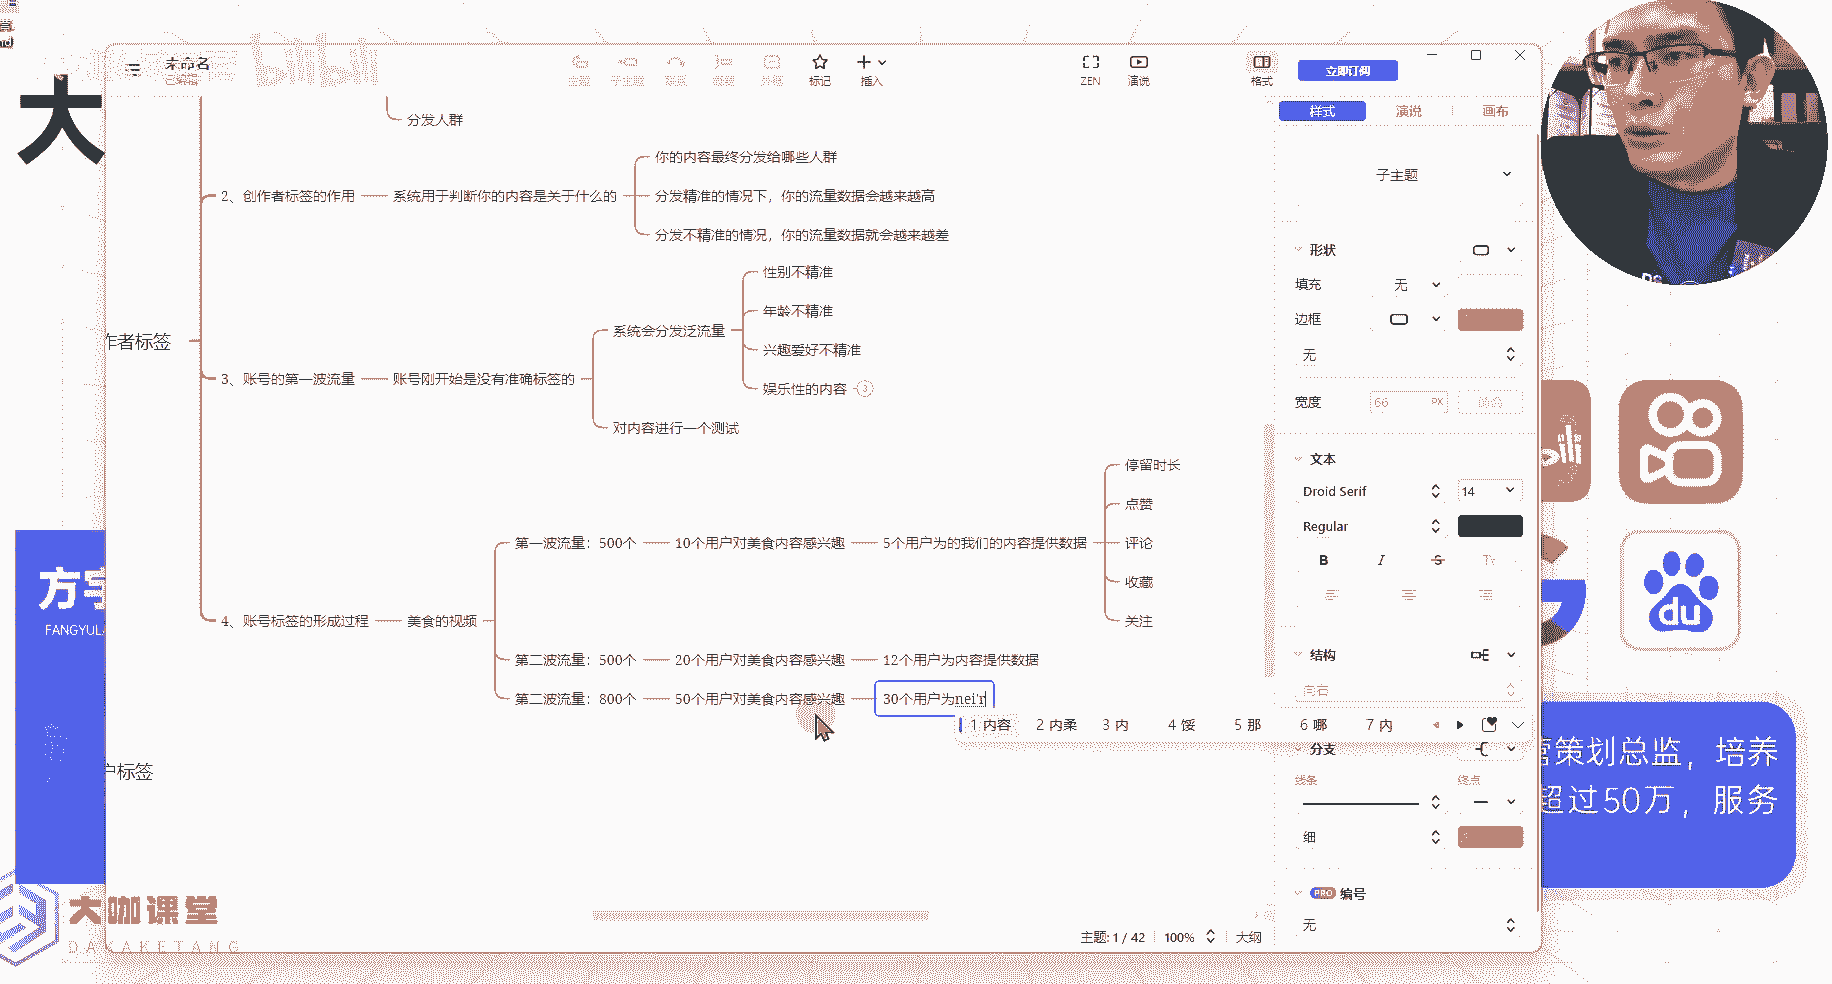 未命名
已编辑
bilibili
主题
子主题
联系
概要
外框
标记
插入
ZEN
演说
格式
立即订阅
样式
演说
画布
大
分发人群
2、创作者标签的作用
系统用于判断你的内容是关于什么的
你的内容最终分发给哪些人群
分发精准的情况下，你的流量数据会越来越高
分发不精准的情况，你的流量数据就会越来越差
作者标签
3、账号的第一波流量
账号刚开始是没有准确标签的
系统会分发泛流量
性别不精准
年龄不精准
兴趣爱好不精准
娱乐性的内容 3
对内容进行一个测试
4、账号标签的形成过程
美食的视频
第一波流量：500个
10个用户对美食内容感兴趣
5个用户为的我们的内容提供数据
停留时长
点赞
评论
收藏
关注
第二波流量：500个
20个用户对美食内容感兴趣
12个用户为内容提供数据
第二波流量：800个
50个用户对美食内容感兴趣
30个用户为nei'r
1 内容 2 内柔 3 内 4 馁 5 那 6 哪 7 内
户标签
子主题
形状
填充
无
边框
无
宽度
66 PX
文本
Droid Serif
14
Regular
B I S
结构
向右
分支
线条
终点
细
PRO 编号
无
主题: 1 / 42
100%
大纲
方宇
FANGYUL
大咖课堂
DAKAKETANG
du
营策划总监，培养
超过50万，服务